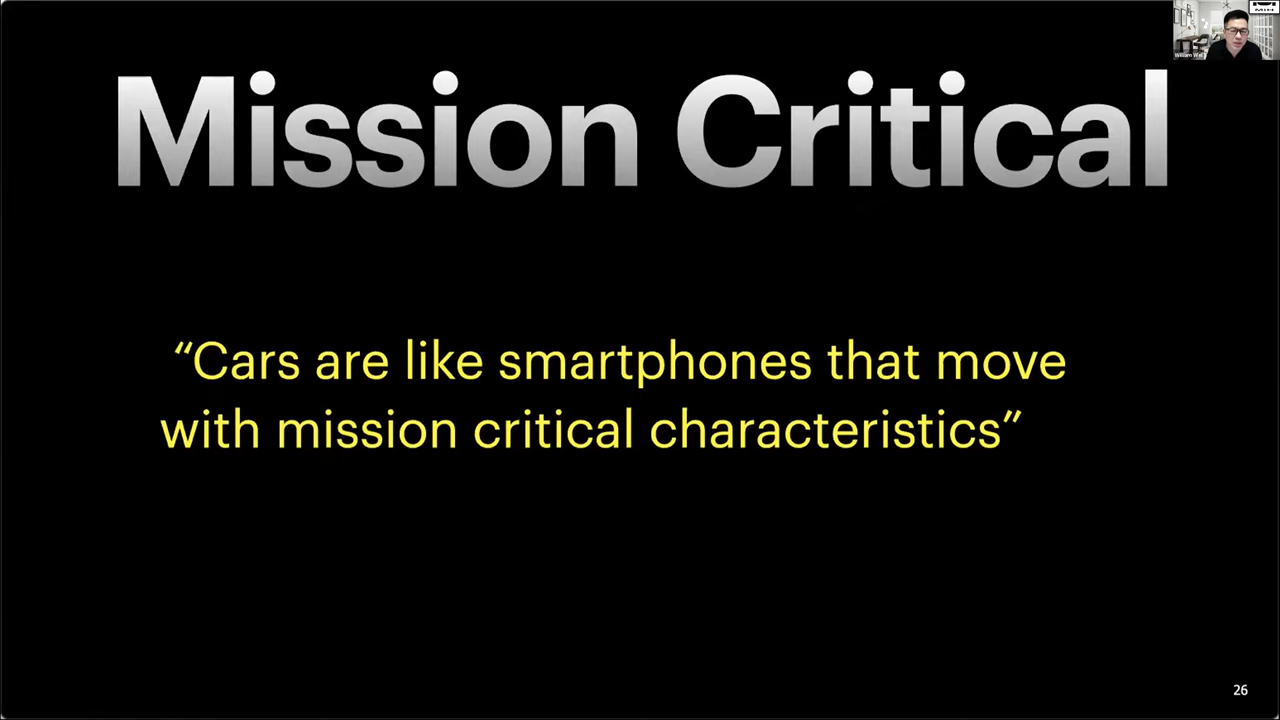 Mission Critical
“Cars are like smartphones that move
with mission critical characteristics”
26